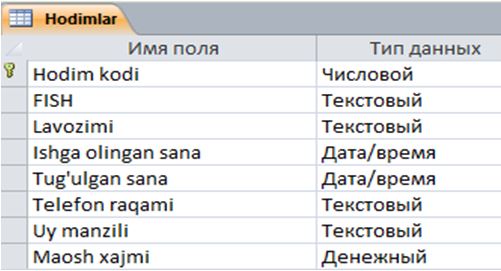 Hodimlar
Имя поля Тип данных
Hodim kodi Числовой
FISH Текстовый
Lavozimi Текстовый
Ishga olingan sana Дата/время
Tug'ulgan sana Дата/время
Telefon raqami Текстовый
Uy manzili Текстовый
Maosh xajmi Денежный